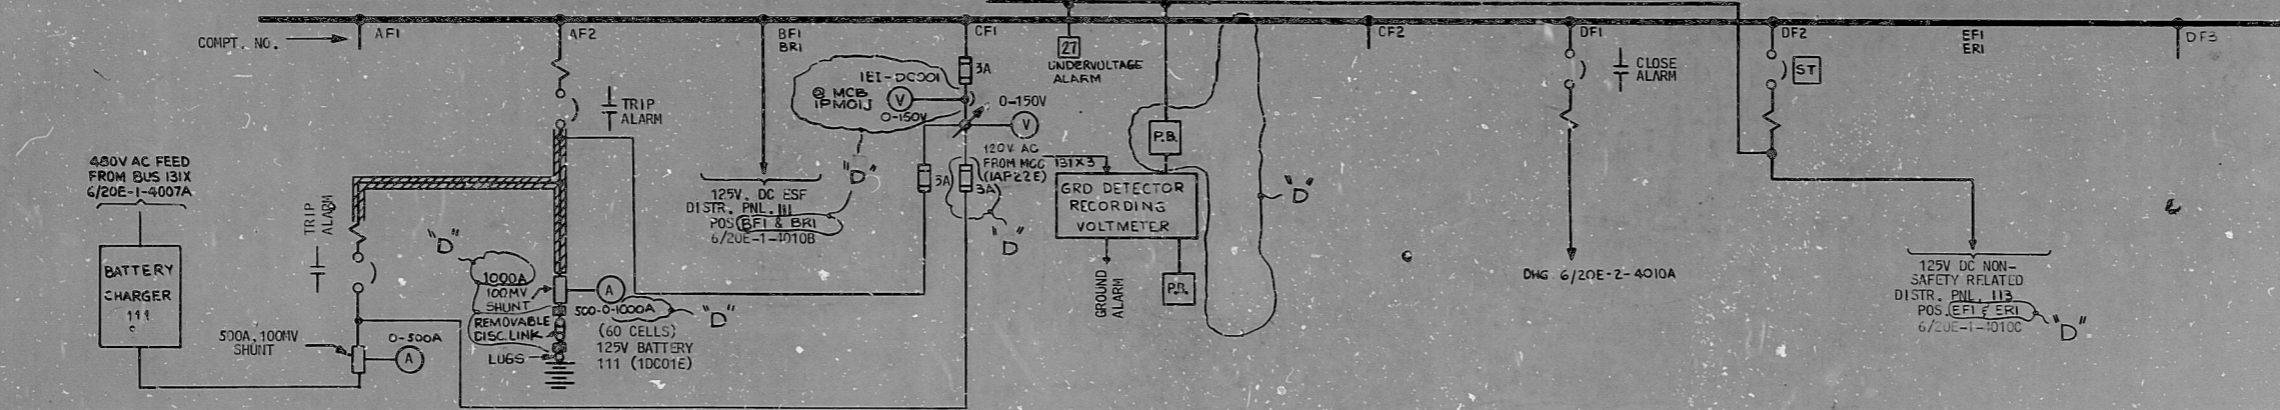 COMPT. NO.
AF1
AF2
BF1
BR1
CF1
27
UNDERVOLTAGE
ALARM
CF2
DF1
CLOSE
ALARM
DF2
ST
EF1
ER1
DF3
TRIP
ALARM
1EI-DC001
@ MCB
1PM01J
V
0-150V
3A
0-150V
V
"D"
480V AC FEED
FROM BUS 131X
6/20E-1-4007A
BATTERY
CHARGER
111
TRIP
ALARM
500A, 100MV
SHUNT
0-500A
A
"D"
1000A
100MV
SHUNT
REMOVABLE
DISC. LINK
LUGS
A
500-0-1000A
"D"
(60 CELLS)
125V BATTERY
111 (1DC01E)
125V. DC ESF
DISTR. PNL. 111
POS BF1 & BR1
6/20E-1-4010B
3A
3A
"D"
120V AC
FROM MCC 131X3
(1AP22E)
GRD DETECTOR
RECORDING
VOLTMETER
P.B.
GROUND
ALARM
P.R.
"D"
DWG 6/20E-2-4010A
125V DC NON-
SAFETY RELATED
DISTR. PNL. 113
POS. EF1 & ER1
6/20E-1-4010C
"D"